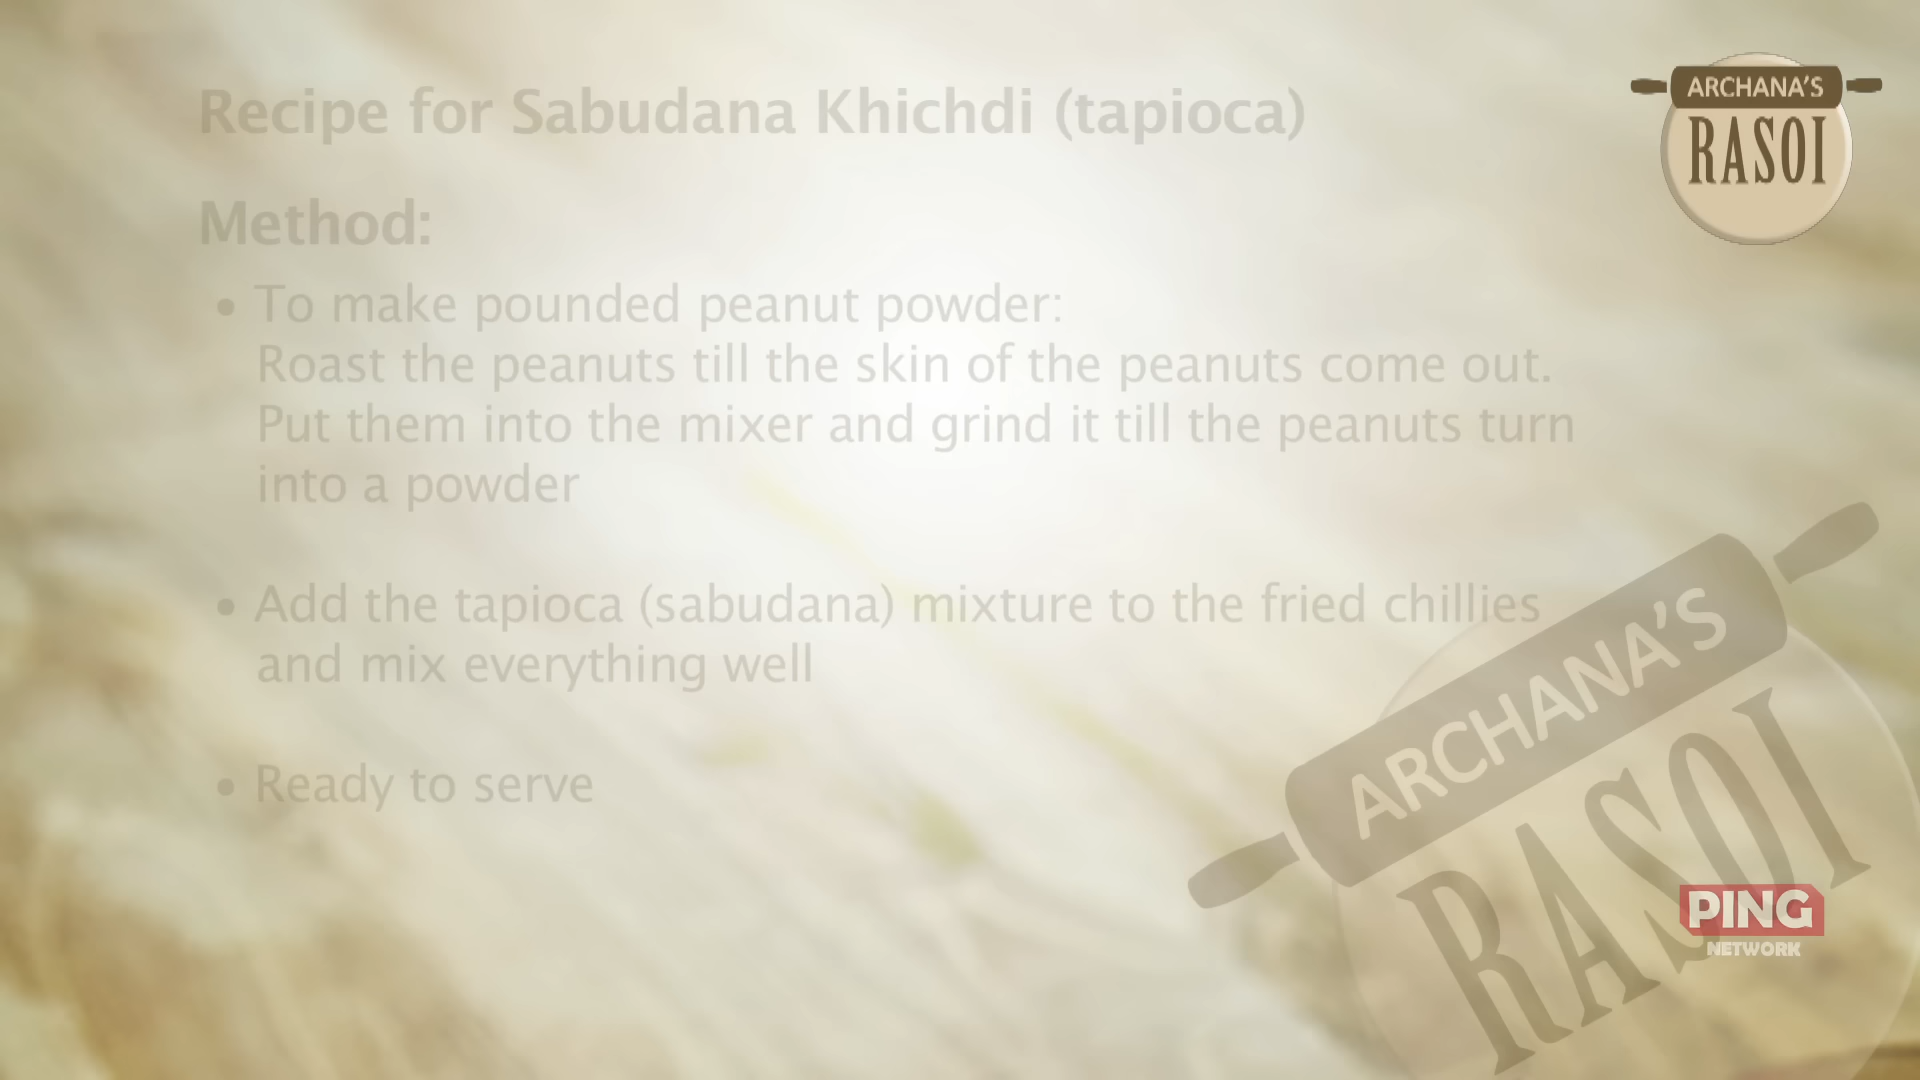 Recipe for Sabudana Khichdi (tapioca)
Method:
• To make pounded peanut powder:
Roast the peanuts till the skin of the peanuts come out.
Put them into the mixer and grind it till the peanuts turn
into a powder
• Add the tapioca (sabudana) mixture to the fried chillies
and mix everything well
• Ready to serve
ARCHANA'S
RASOI
ARCHANA'S
RASOI
PING
NETWORK